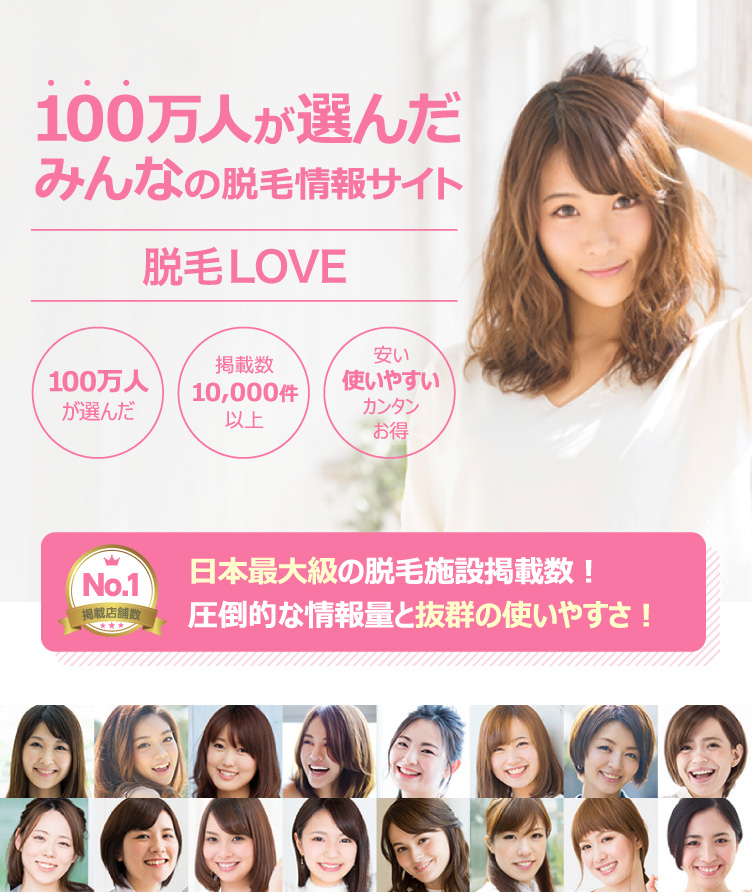 100万人が選んだ
みんなの脱毛情報サイト
脱毛LOVE
100万人
が選んだ
掲載数
10,000件
以上
安い
使いやすい
カンタン
お得
No.1
掲載店舗数
日本最大級の脱毛施設掲載数！
圧倒的な情報量と抜群の使いやすさ！